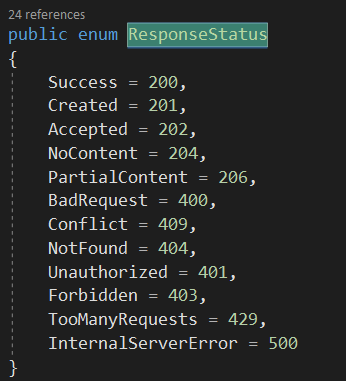 24 references
public enum ResponseStatus
{
Success = 200,
Created = 201,
Accepted = 202,
NoContent = 204,
PartialContent = 206,
BadRequest = 400,
Conflict = 409,
NotFound = 404,
Unauthorized = 401,
Forbidden = 403,
TooManyRequests = 429,
InternalServerError = 500
}